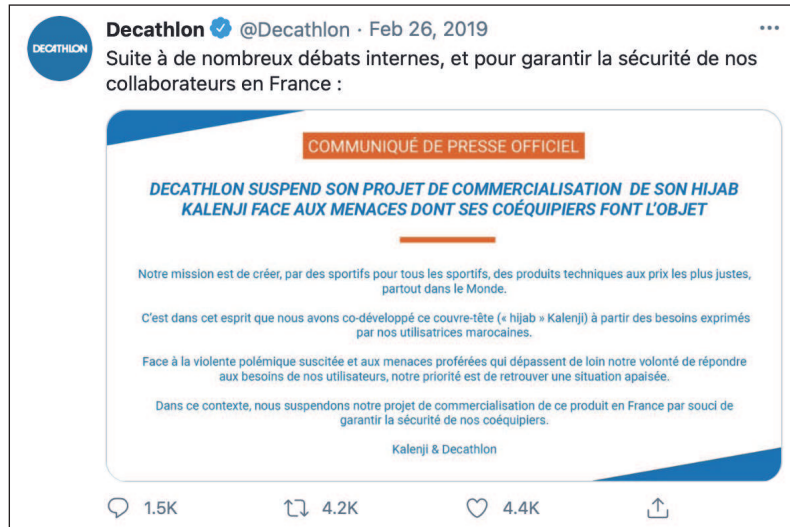 DECATHLON
Decathlon @Decathlon · Feb 26, 2019
Suite à de nombreux débats internes, et pour garantir la sécurité de nos
collaborateurs en France :
COMMUNIQUÉ DE PRESSE OFFICIEL
DECATHLON SUSPEND SON PROJET DE COMMERCIALISATION DE SON HIJAB
KALENJI FACE AUX MENACES DONT SES COÉQUIPIERS FONT L'OBJET
Notre mission est de créer, par des sportifs pour tous les sportifs, des produits techniques aux prix les plus justes,
partout dans le Monde.
C'est dans cet esprit que nous avons co-développé ce couvre-tête (« hijab » Kalenji) à partir des besoins exprimés
par nos utilisatrices marocaines.
Face à la violente polémique suscitée et aux menaces proférées qui dépassent de loin notre volonté de répondre
aux besoins de nos utilisateurs, notre priorité est de retrouver une situation apaisée.
Dans ce contexte, nous suspendons notre projet de commercialisation de ce produit en France par souci de
garantir la sécurité de nos coéquipiers.
Kalenji & Decathlon
1.5K 4.2K 4.4K